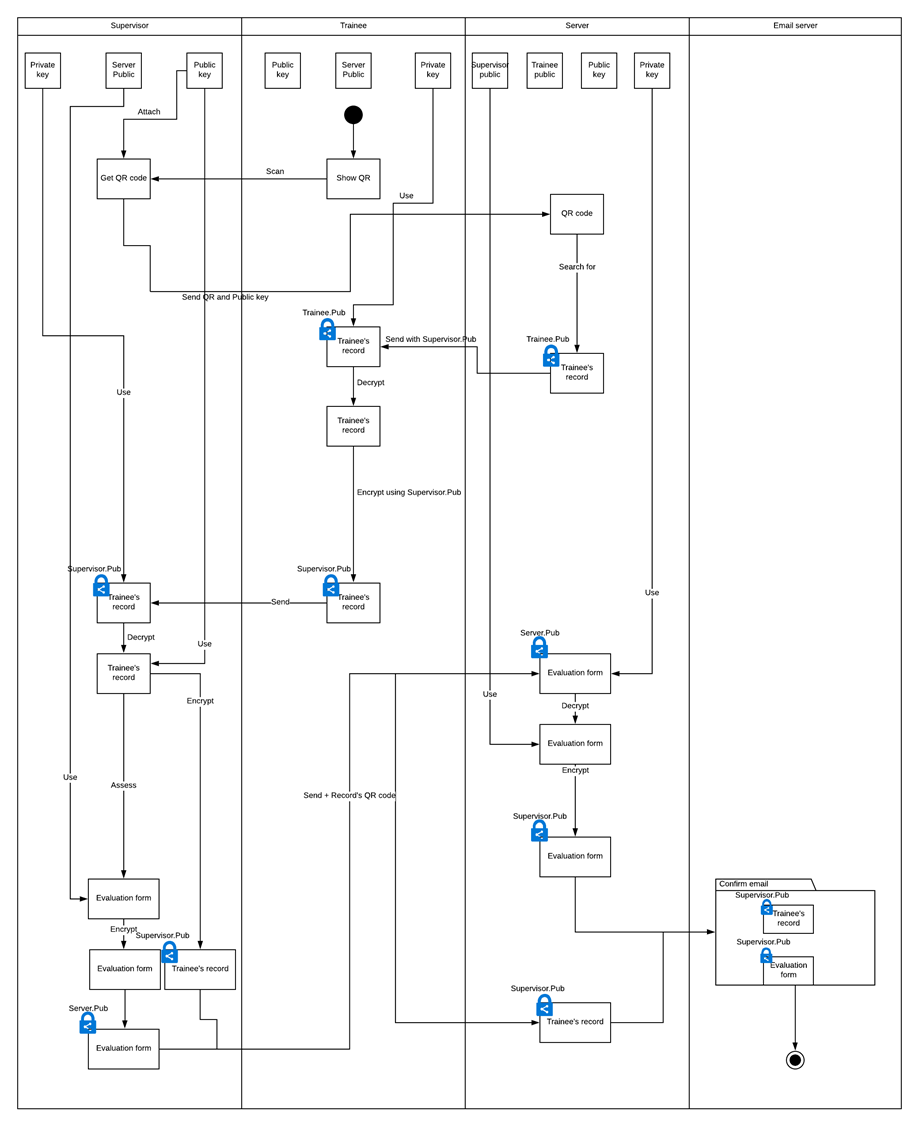 Supervisor
Trainee
Server
Email server
Private
key
Server
Public
Public
key
Public
key
Server
Public
Private
key
Supervisor
public
Trainee
public
Public
key
Private
key
Attach
Get QR code
Scan
Show QR
Use
QR code
Search for
Send QR and Public key
Trainee.Pub
Trainee's
record
Send with Supervisor.Pub
Trainee.Pub
Trainee's
record
Decrypt
Use
Trainee's
record
Encrypt using Supervisor.Pub
Supervisor.Pub
Trainee's
record
Send
Supervisor.Pub
Trainee's
record
Use
Decrypt
Use
Server.Pub
Evaluation form
Trainee's
record
Encrypt
Use
Decrypt
Evaluation form
Encrypt
Use
Assess
Send + Record's QR code
Supervisor.Pub
Evaluation form
Evaluation form
Confirm email
Supervisor.Pub
Trainee's
record
Encrypt
Supervisor.Pub
Supervisor.Pub
Evaluation
form
Evaluation form
Trainee's record
Supervisor.Pub
Trainee's record
Server.Pub
Evaluation form